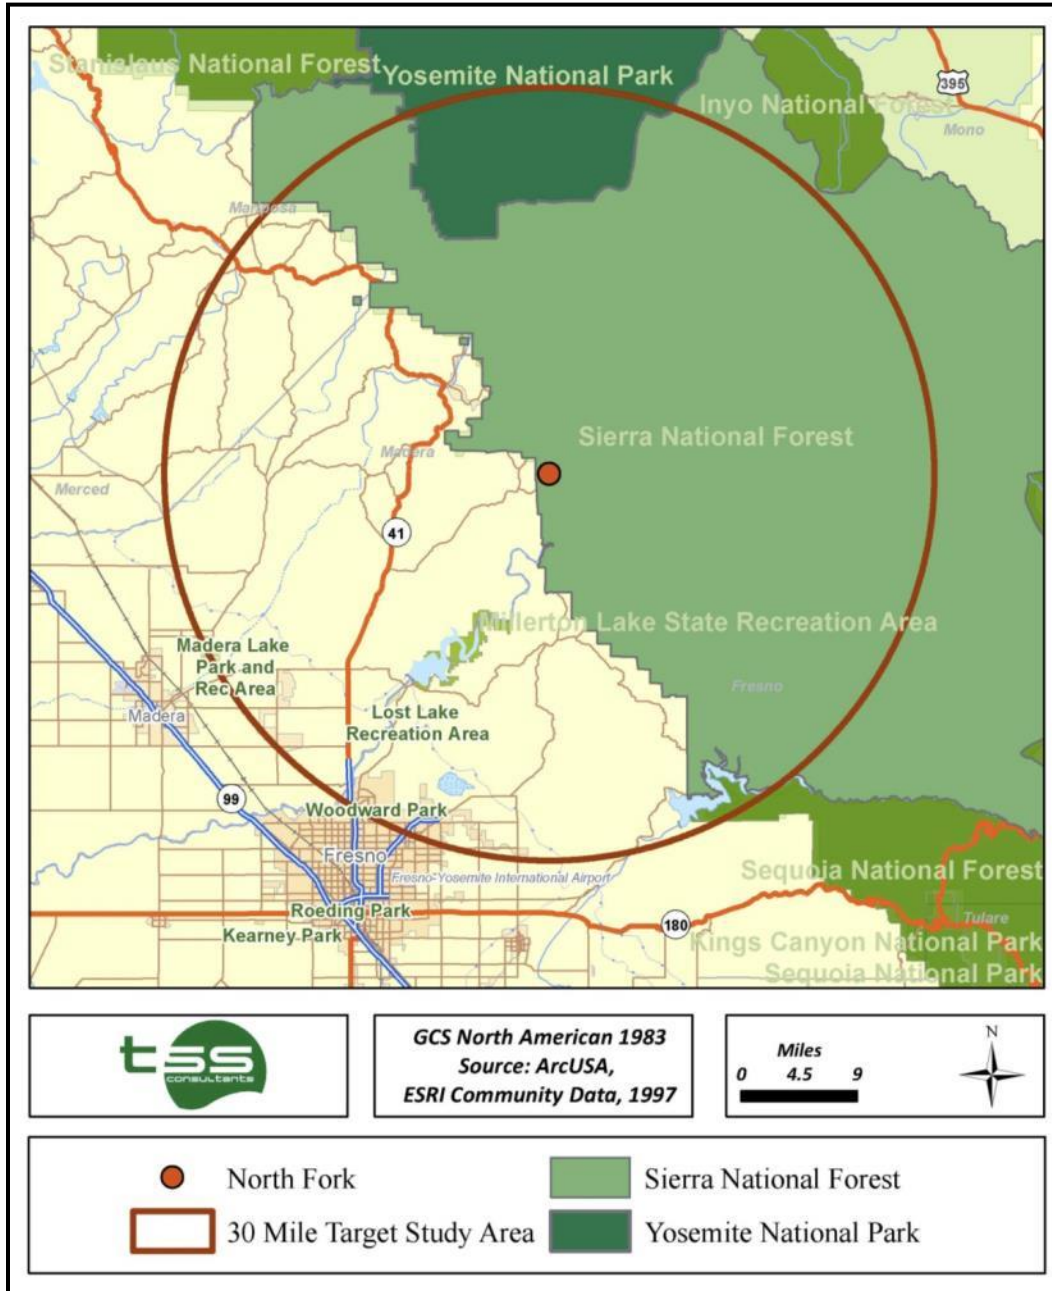 Stanislaus National Forest
Yosemite National Park
395
Inyo National Forest
Mono
Mariposa
Sierra National Forest
Madera
Merced
41
Millerton Lake State Recreation Area
Madera Lake
Park and
Rec Area
Fresno
Madera
Lost Lake
Recreation Area
99
Woodward Park
Fresno
Fresno-Yosemite International Airport
Sequoia National Forest
Roeding Park
Tulare
180
Kearney Park
Kings Canyon National Park
Sequoia National Park
tss
CONSULTANTS
GCS North American 1983
Source: ArcUSA,
ESRI Community Data, 1997
Miles
0 4.5 9
N
North Fork
Sierra National Forest
30 Mile Target Study Area
Yosemite National Park